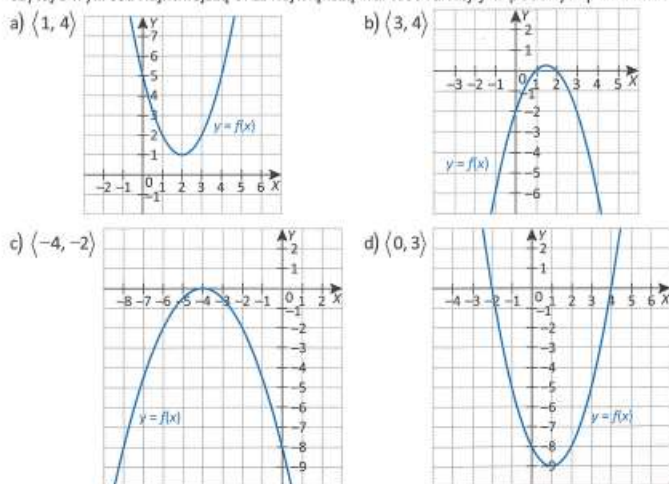 a) ⟨1, 4⟩
Y
7
6
5
4
3
2
1
-1
-2 -1 0 1 2 3 4 5 6 X
y = f(x)
b) ⟨3, 4⟩
Y
2
1
-1
-2
-3
-4
-5
-6
-3 -2 -1 0 1 2 3 4 5 X
y = f(x)
c) ⟨−4, −2⟩
Y
2
1
-8 -7 -6 -5 -4 -3 -2 -1 0 1 2 X
-1
-2
-3
-4
-5
-6
-7
-8
-9
y = f(x)
d) ⟨0, 3⟩
Y
2
1
-4 -3 -2 -1 0 1 2 3 4 5 6 X
-1
-2
-3
-4
-5
-6
-7
-8
-9
y = f(x)